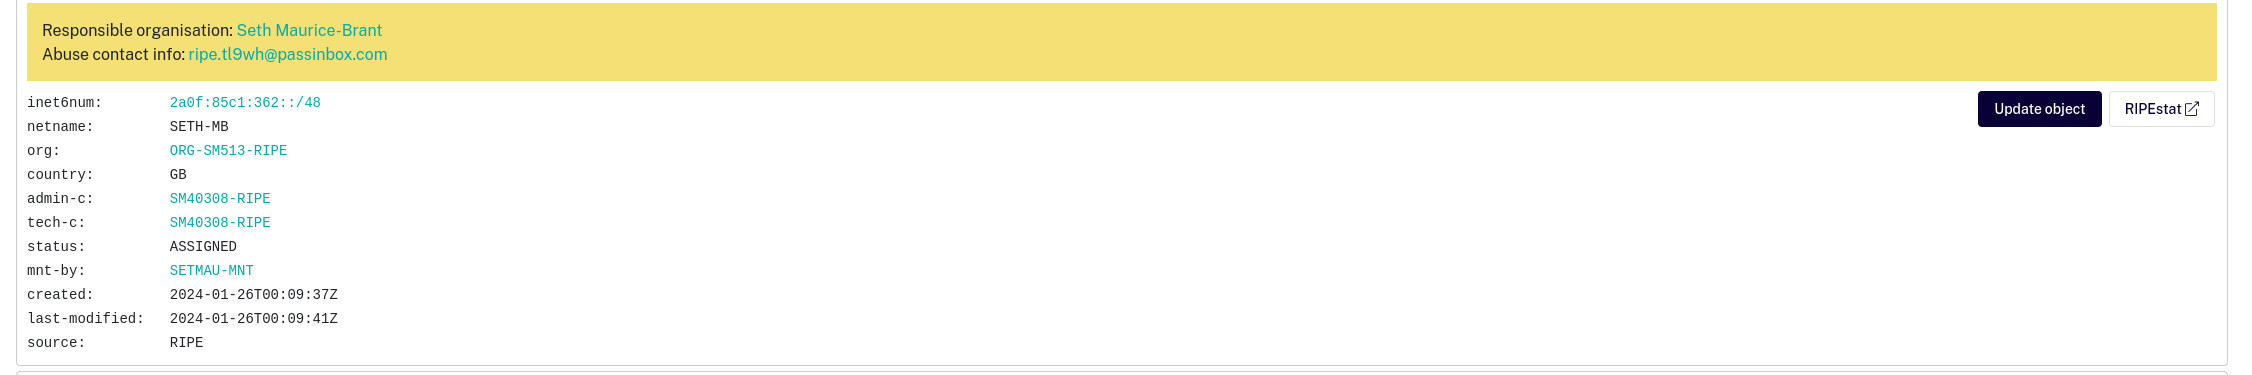 Responsible organisation: Seth Maurice-Brant
Abuse contact info: ripe.tl9wh@passinbox.com
inet6num: 2a0f:85c1:362::/48
Update object
RIPEstat
netname: SETH-MB
org: ORG-SM513-RIPE
country: GB
admin-c: SM40308-RIPE
tech-c: SM40308-RIPE
status: ASSIGNED
mnt-by: SETMAU-MNT
created: 2024-01-26T00:09:37Z
last-modified: 2024-01-26T00:09:41Z
source: RIPE